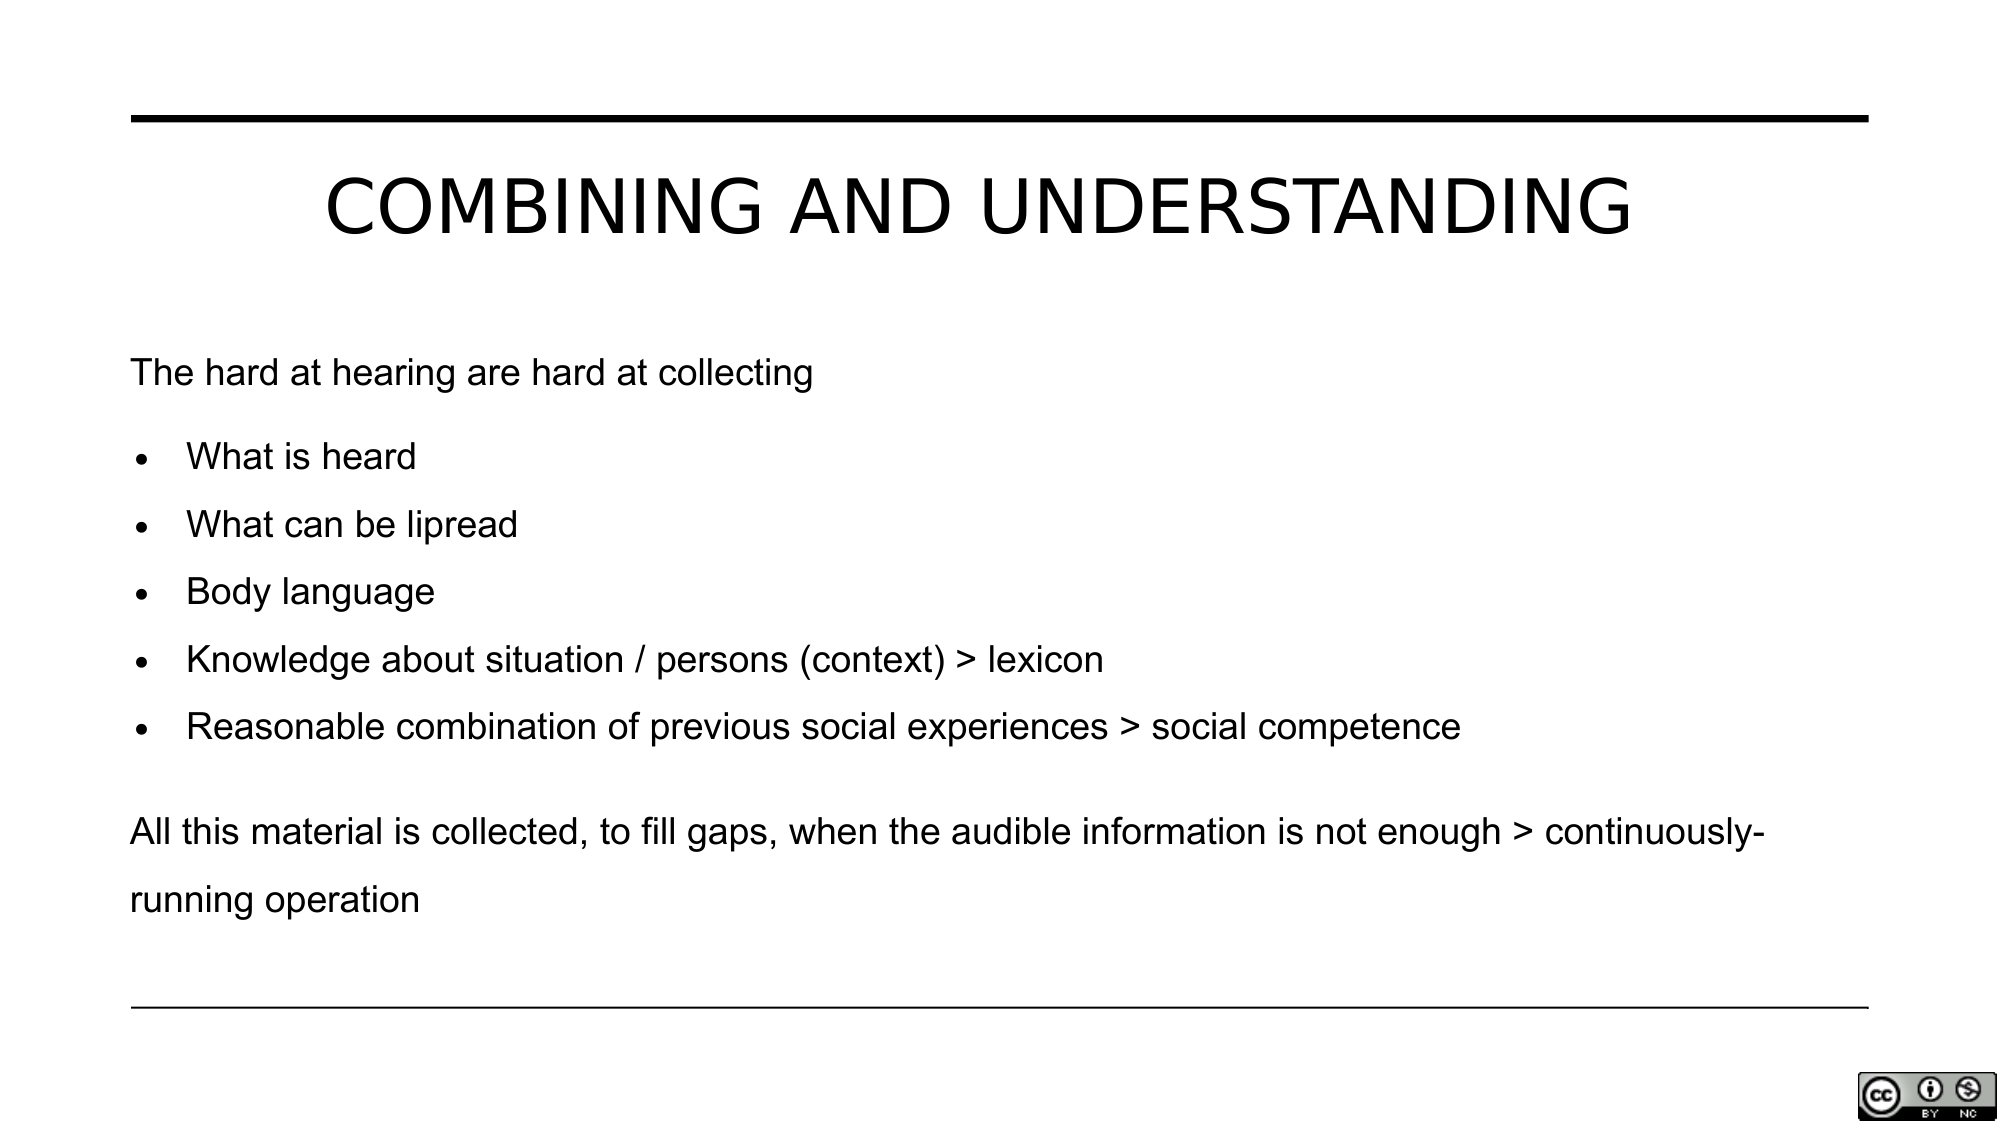 COMBINING AND UNDERSTANDING
The hard at hearing are hard at collecting
• What is heard
• What can be lipread
• Body language
• Knowledge about situation / persons (context) > lexicon
• Reasonable combination of previous social experiences > social competence
All this material is collected, to fill gaps, when the audible information is not enough > continuously-
running operation
cc BY NC